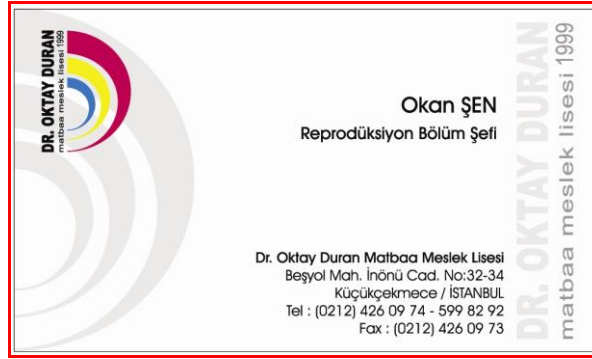 DR. OKTAY DURAN
matbaa meslek lisesi 1999
Okan ŞEN
Reprodüksiyon Bölüm Şefi
Dr. Oktay Duran Matbaa Meslek Lisesi
Beşyol Mah. İnönü Cad. No:32-34
Küçükçekmece / İSTANBUL
Tel : (0212) 426 09 74 - 599 82 92
Fax : (0212) 426 09 73
DR. OKTAY DURAN
matbaa meslek lisesi 1999